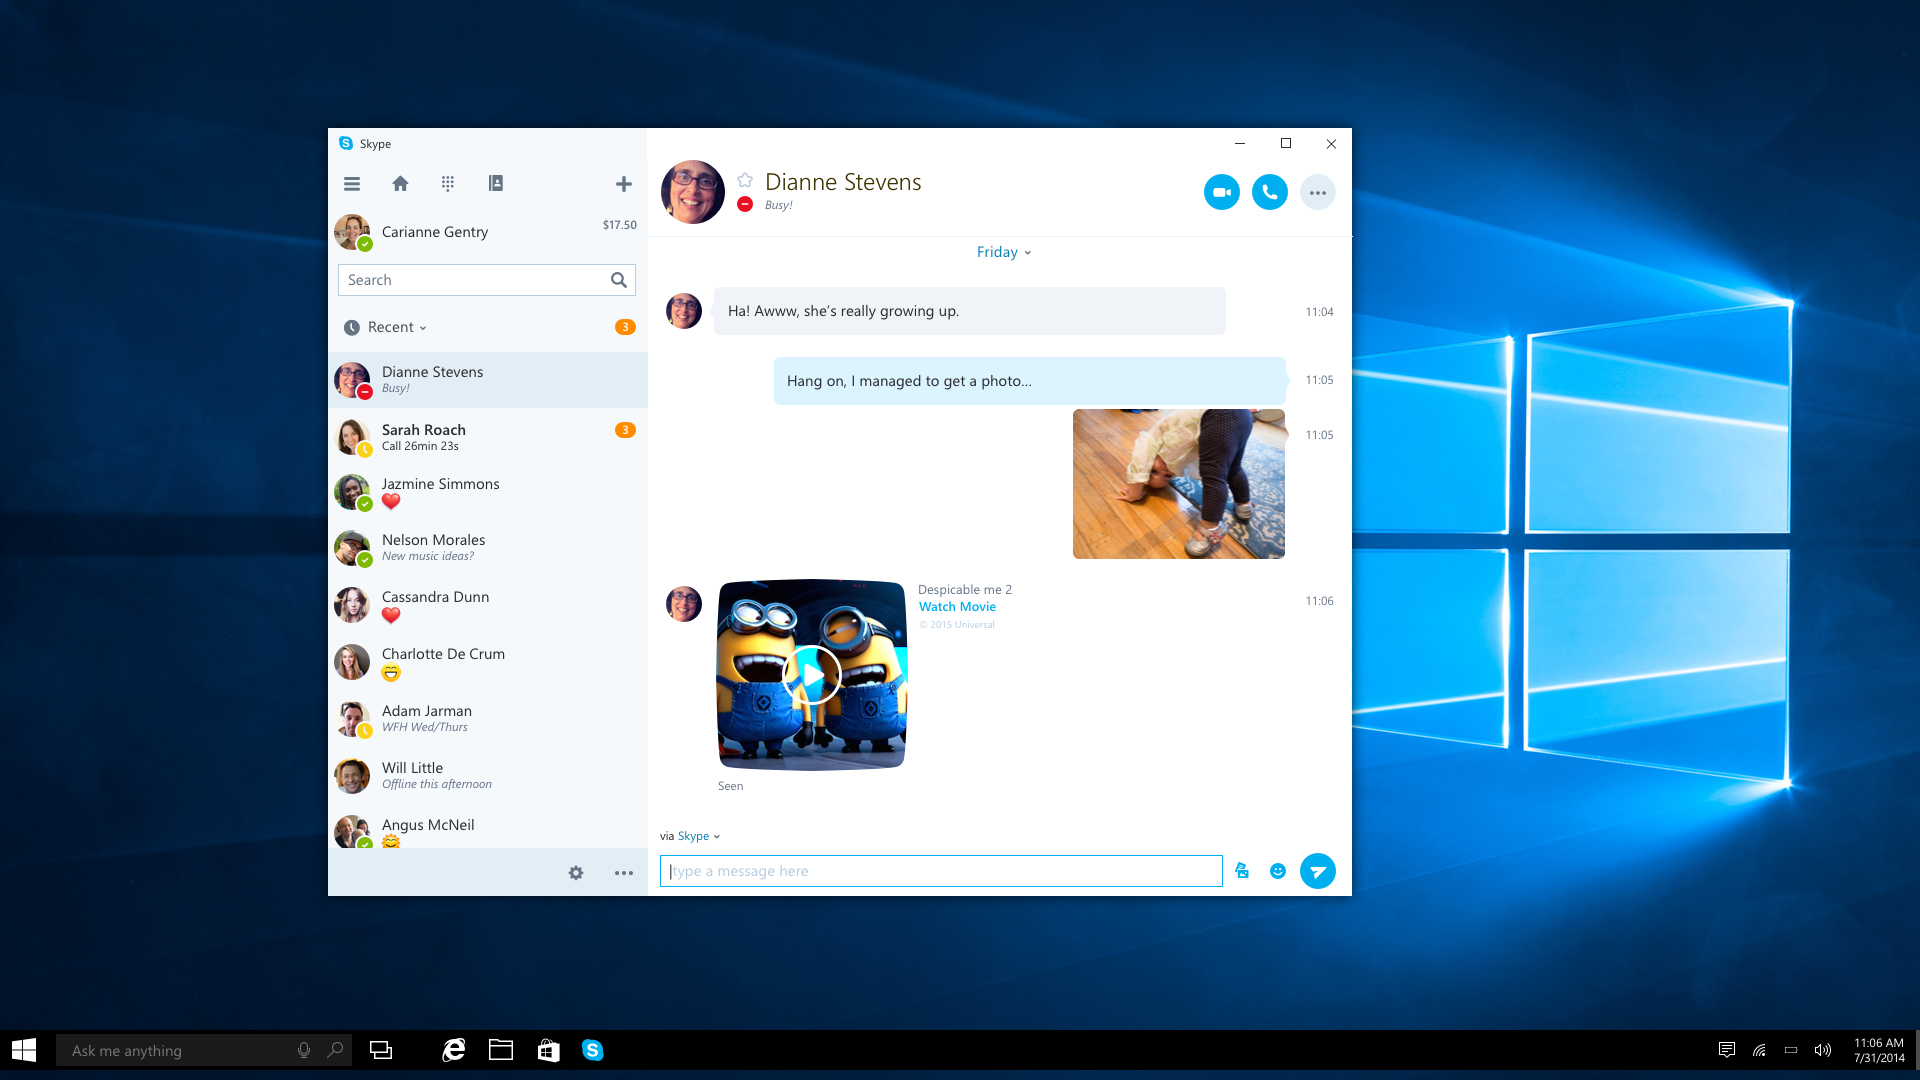 Skype
Carianne Gentry
$17.50
Search
Recent
3
Dianne Stevens
Busy!
Sarah Roach
Call 26min 23s
3
Jazmine Simmons
Nelson Morales
New music ideas?
Cassandra Dunn
Charlotte De Crum
Adam Jarman
WFH Wed/Thurs
Will Little
Offline this afternoon
Angus McNeil
Dianne Stevens
Busy!
Friday
Ha! Awww, she's really growing up.
11:04
Hang on, I managed to get a photo...
11:05
11:05
Despicable me 2
Watch Movie
© 2015 Universal
11:06
Seen
via Skype
type a message here
Ask me anything
11:06 AM
7/31/2014